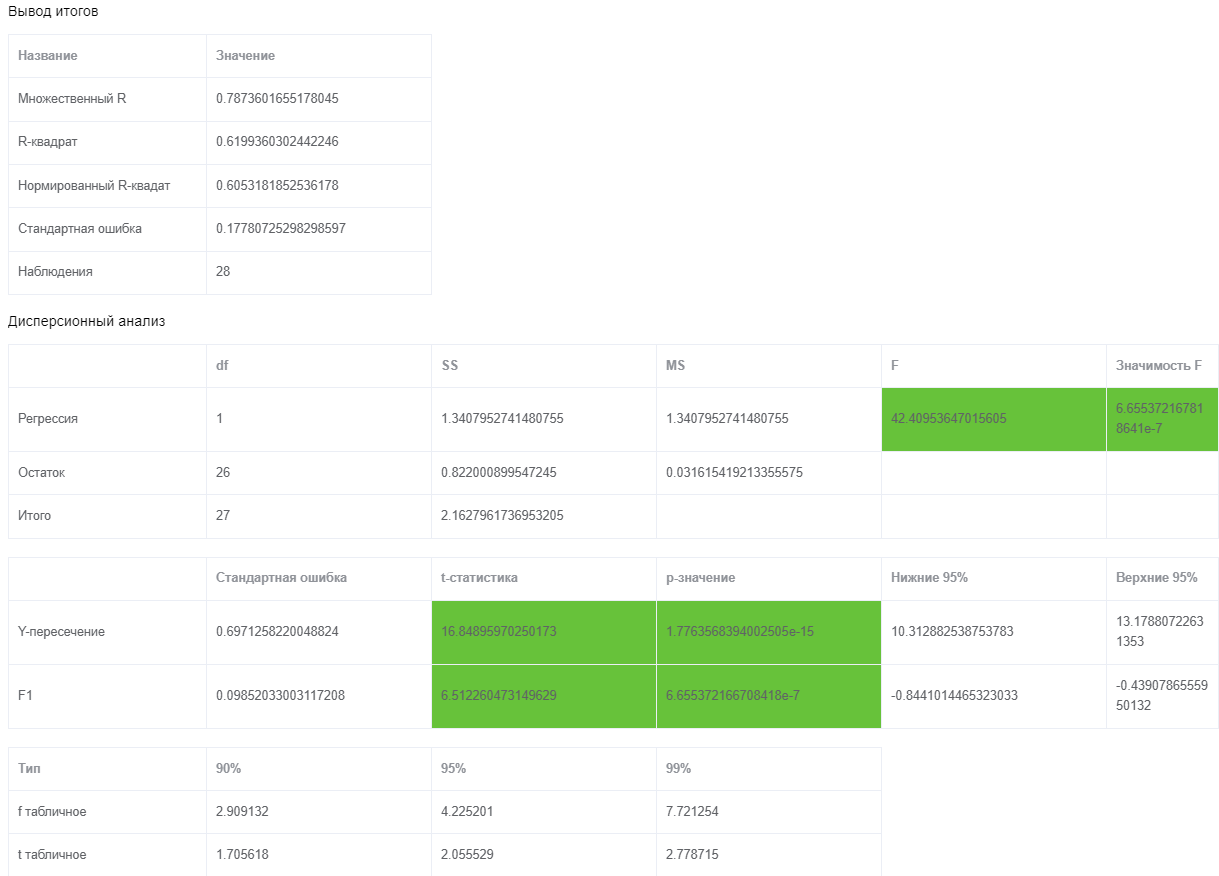 Вывод итогов
Название Значение
Множественный R 0.7873601655178045
R-квадрат 0.6199360302442246
Нормированный R-квадат 0.6053181852536178
Стандартная ошибка 0.17780725298298597
Наблюдения 28
Дисперсионный анализ
df SS MS F Значимость F
Регрессия 1 1.3407952741480755 1.3407952741480755 42.40953647015605 6.65537216781
8641e-7
Остаток 26 0.822000899547245 0.031615419213355575
Итого 27 2.1627961736953205
Стандартная ошибка t-статистика p-значение Нижние 95% Верхние 95%
Y-пересечение 0.6971258220048824 16.84895970250173 1.7763568394002505e-15 10.312882538753783 13.1788072263
1353
F1 0.09852033003117208 6.512260473149629 6.655372166708418e-7 -0.8441014465323033 -0.43907865559
50132
Тип 90% 95% 99%
f табличное 2.909132 4.225201 7.721254
t табличное 1.705618 2.055529 2.778715